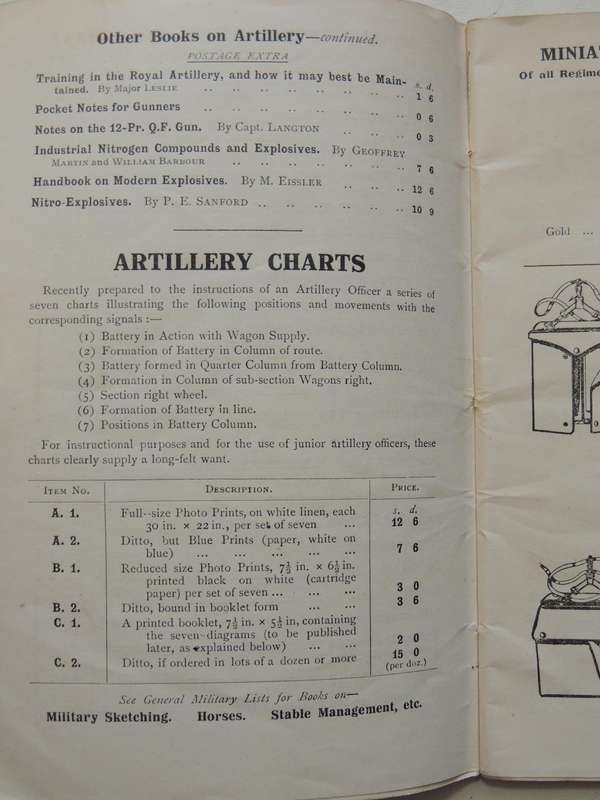 Other Books on Artillery—continued.
POSTAGE EXTRA
Training in the Royal Artillery, and how it may best be Main-
tained. By Major LESLIE .. .. .. .. .. .. s. d. 1 6
Pocket Notes for Gunners .. .. .. .. .. .. 0 6
Notes on the 12-Pr. Q.F. Gun. By Capt. LANGTON .. .. .. 0 3
Industrial Nitrogen Compounds and Explosives. By GEOFFREY
MARTIN and WILLIAM BARBOUR .. .. .. .. .. 7 6
Handbook on Modern Explosives. By M. EISSLER .. .. .. 12 6
Nitro-Explosives. By P. E. SANFORD .. .. .. .. .. 10 9
ARTILLERY CHARTS
Recently prepared to the instructions of an Artillery Officer a series of
seven charts illustrating the following positions and movements with the
corresponding signals :—
(1) Battery in Action with Wagon Supply.
(2) Formation of Battery in Column of route.
(3) Battery formed in Quarter Column from Battery Column.
(4) Formation in Column of sub-section Wagons right.
(5) Section right wheel.
(6) Formation of Battery in line.
(7) Positions in Battery Column.
For instructional purposes and for the use of junior artillery officers, these
charts clearly supply a long-felt want.
ITEM NO. DESCRIPTION. PRICE.
s. d.
A. 1. Full-size Photo Prints, on white linen, each
30 in. × 22 in., per set of seven ... 12 6
A. 2. Ditto, but Blue Prints (paper, white on
blue) ... ... ... ... ... 7 6
B. 1. Reduced size Photo Prints, 7½ in. × 6½ in.
printed black on white (cartridge
paper) per set of seven ... ... ... 3 0
B. 2. Ditto, bound in booklet form ... ... 3 6
C. 1. A printed booklet, 7½ in. × 5½ in., containing
the seven diagrams (to be published
later, as explained below) ... ... 2 0
C. 2. Ditto, if ordered in lots of a dozen or more 15 0
(per doz.)
See General Military Lists for Books on—
Military Sketching. Horses. Stable Management, etc.
MINIA
Of all Regime
Gold ...